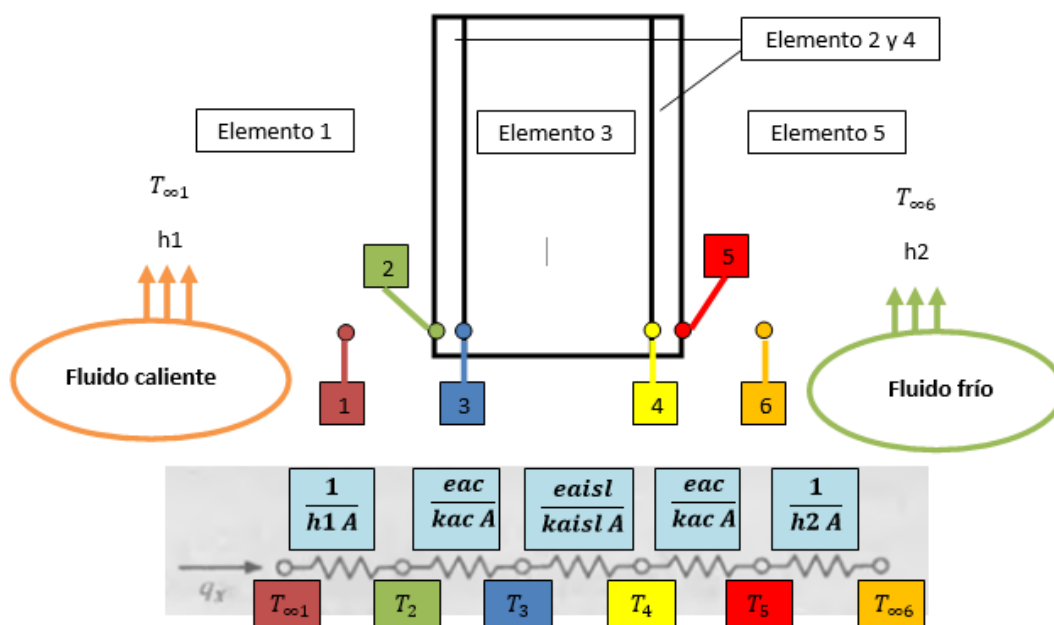 Elemento 2 y 4
Elemento 1
Elemento 3
Elemento 5
T∞1
h1
T∞6
h2
2
5
Fluido caliente
Fluido frío
1
3
4
6
1/h1 A
eac/kac A
eaisl/kaisl A
eac/kac A
1/h2 A
qx
T∞1
T2
T3
T4
T5
T∞6